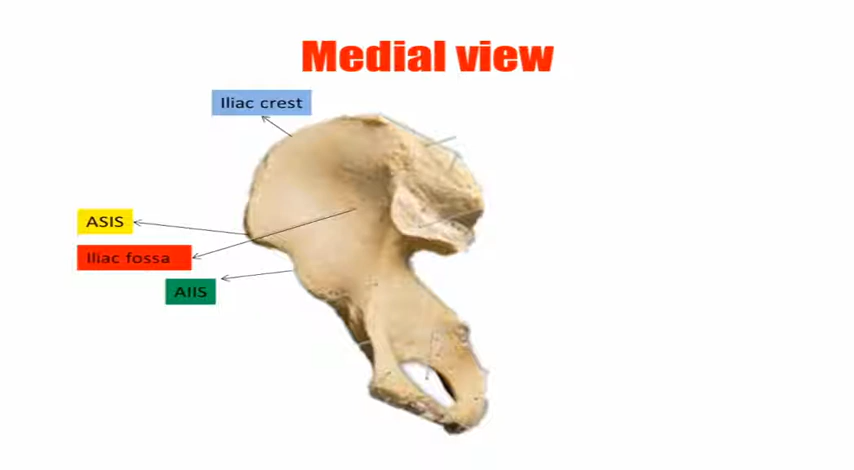 Medial view
Iliac crest
ASIS
Iliac fossa
AIIS